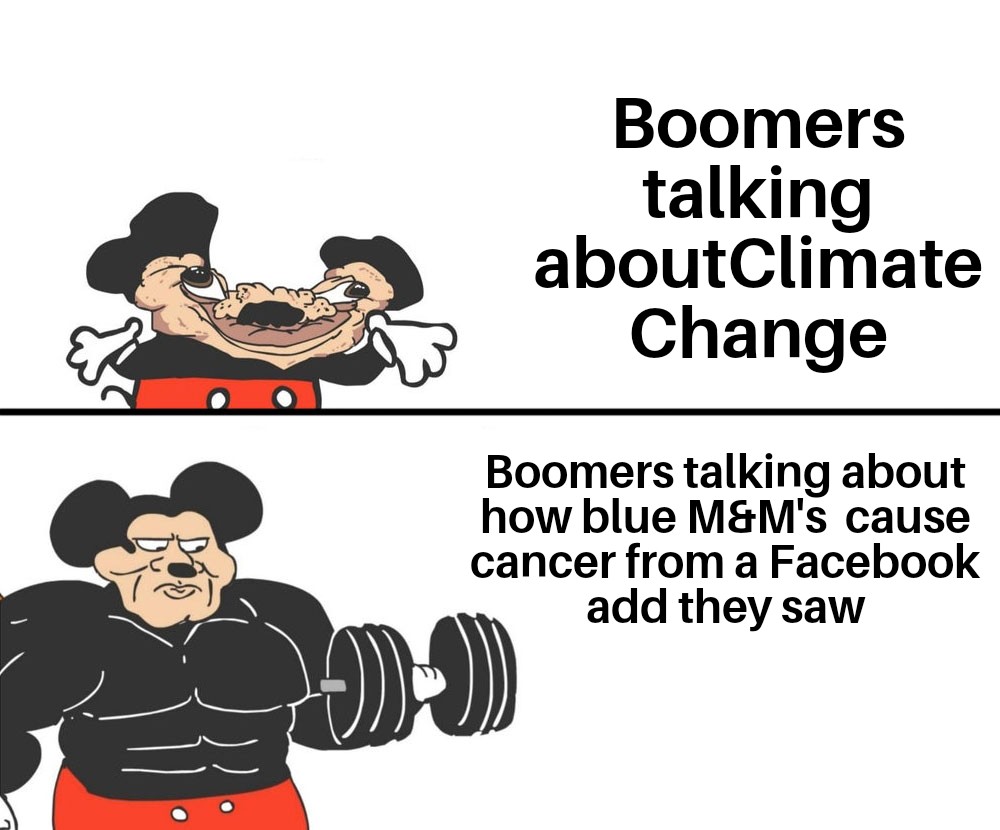 Boomers
talking
aboutClimate
Change
Boomers talking about
how blue M&M's  cause
cancer from a Facebook
add they saw